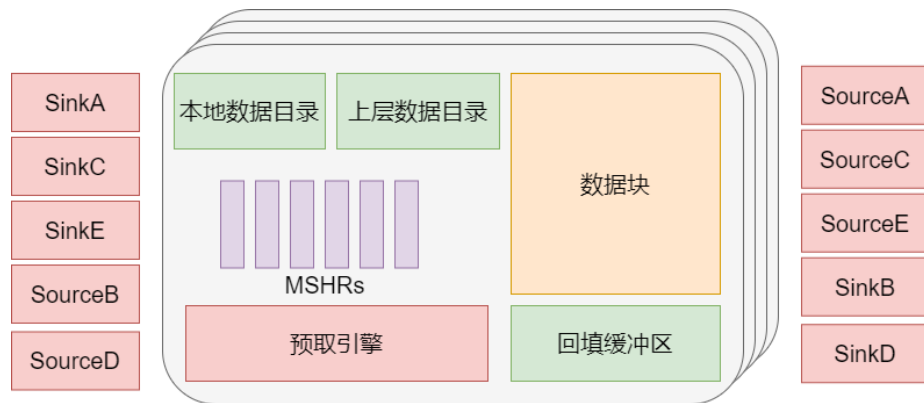 SinkA
SinkC
SinkE
SourceB
SourceD
本地数据目录
上层数据目录
数据块
MSHRs
预取引擎
回填缓冲区
SourceA
SourceC
SourceE
SinkB
SinkD